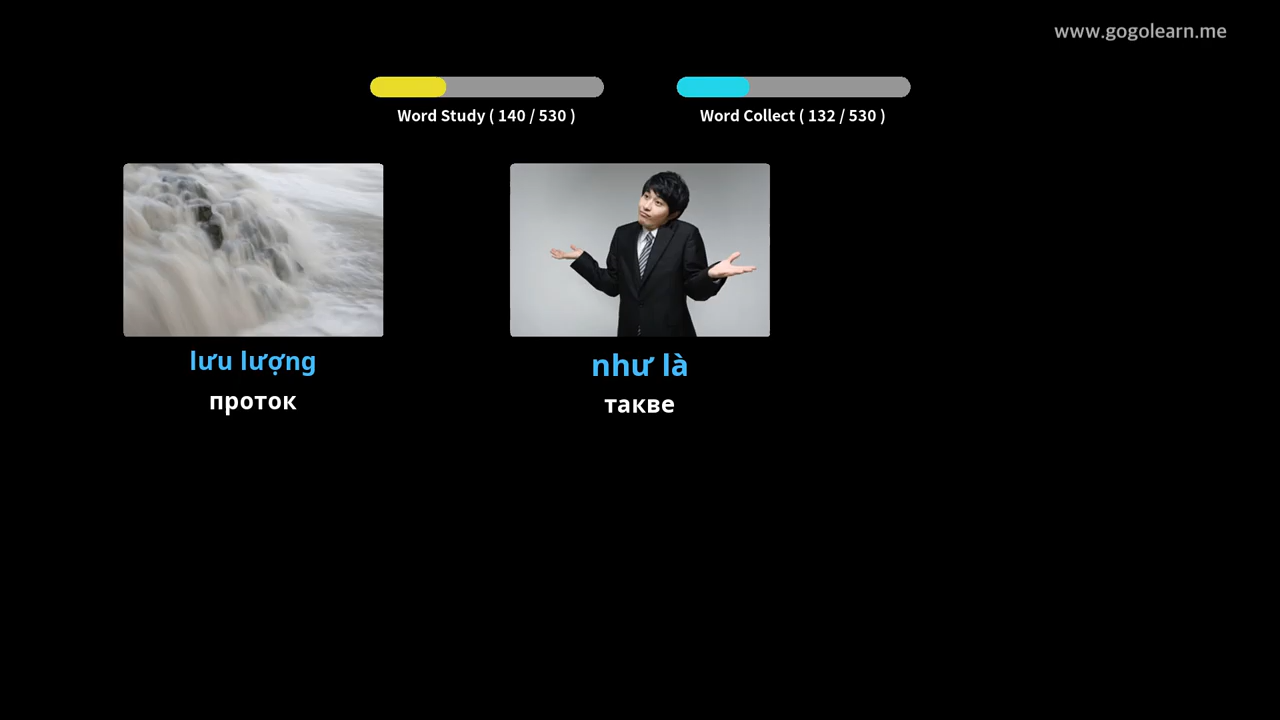 www.gogolearn.me
Word Study ( 140 / 530 )
Word Collect ( 132 / 530 )
lưu lượng
проток
như là
такве